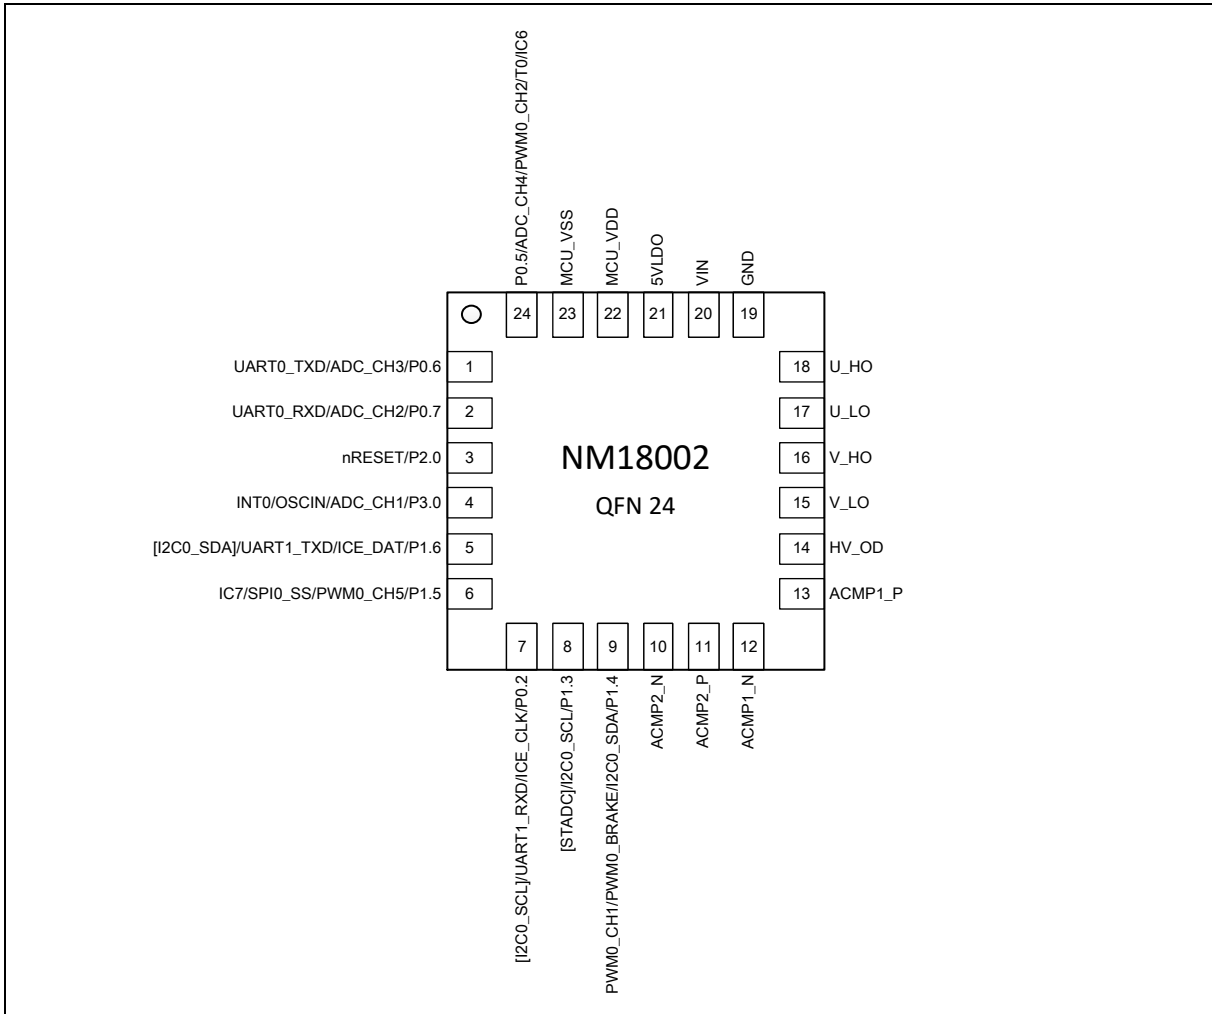 P0.5/ADC_CH4/PWM0_CH2/T0/IC6
MCU_VSS
MCU_VDD
5VLDO
VIN
GND
24
23
22
21
20
19
UART0_TXD/ADC_CH3/P0.6
1
18
U_HO
UART0_RXD/ADC_CH2/P0.7
2
17
U_LO
nRESET/P2.0
3
NM18002
16
V_HO
INT0/OSCIN/ADC_CH1/P3.0
4
QFN 24
15
V_LO
[I2C0_SDA]/UART1_TXD/ICE_DAT/P1.6
5
14
HV_OD
IC7/SPI0_SS/PWM0_CH5/P1.5
6
13
ACMP1_P
7
8
9
10
11
12
[I2C0_SCL]/UART1_RXD/ICE_CLK/P0.2
[STADC]/I2C0_SCL/P1.3
PWM0_CH1/PWM0_BRAKE/I2C0_SDA/P1.4
ACMP2_N
ACMP2_P
ACMP1_N